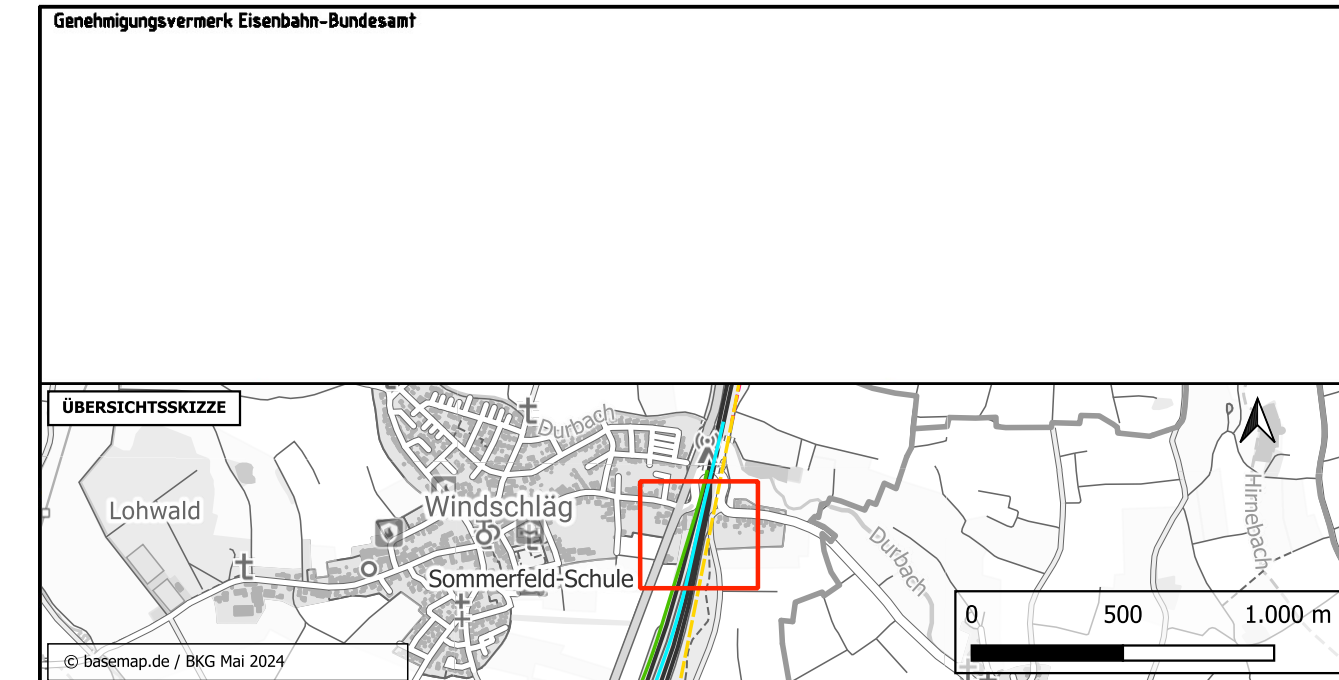 Genehmigungsvermerk Eisenbahn-Bundesamt
ÜBERSICHTSSKIZZE
Durbach
Lohwald
Windschläg
Hirnebach
Durbach
Sommerfeld-Schule
0 500 1.000 m
© basemap.de / BKG Mai 2024